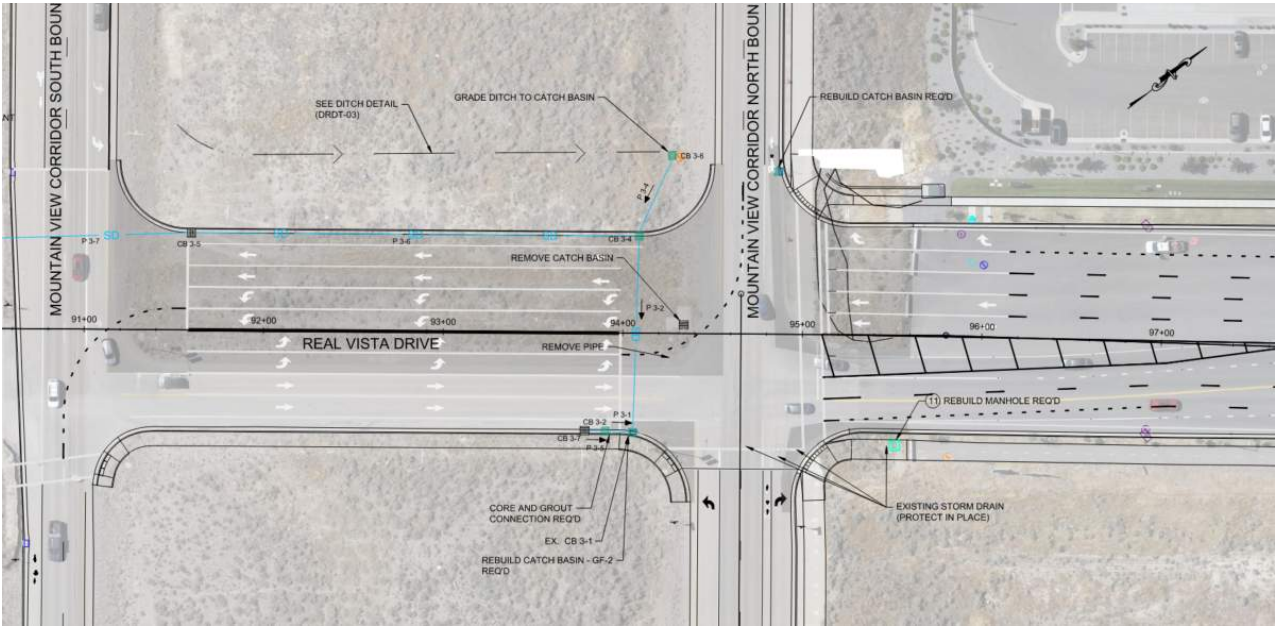 MOUNTAIN VIEW CORRIDOR SOUTH BOUN
MOUNTAIN VIEW CORRIDOR NORTH BOUN
NT
SEE DITCH DETAIL
(DRDT-03)
GRADE DITCH TO CATCH BASIN
REBUILD CATCH BASIN REQ'D
CB 3-6
P 3-4
P 3-7
SD
CB 3-5
P 3-6
CB 3-4
REMOVE CATCH BASIN
P 3-2
91+00
92+00
93+00
94+00
95+00
96+00
97+00
REAL VISTA DRIVE
REMOVE PIPE
11 REBUILD MANHOLE REQ'D
P 3-1
CB 3-2
CB 3-7
P 3-5
CORE AND GROUT
CONNECTION REQ'D
EX. CB 3-1
REBUILD CATCH BASIN - GF-2
REQ'D
EXISTING STORM DRAIN
(PROTECT IN PLACE)